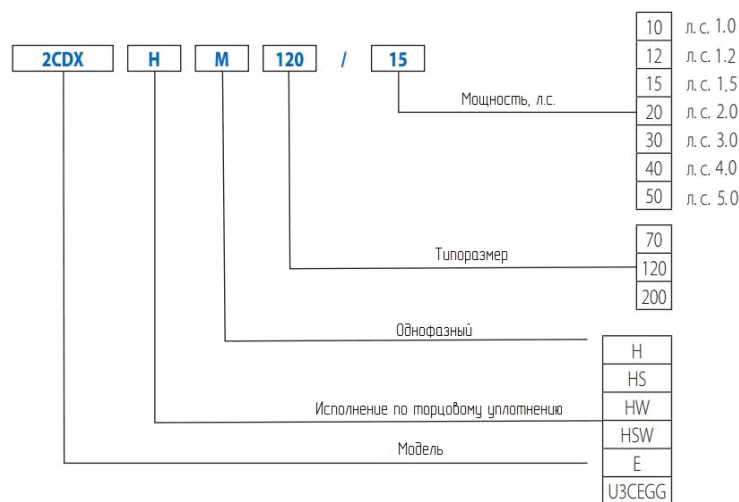 2CDX H M 120 / 15
10 л.с. 1.0
12 л.с. 1.2
15 л.с. 1,5
Мощность, л.с.
20 л.с. 2.0
30 л.с. 3.0
40 л.с. 4.0
50 л.с. 5.0
70
Типоразмер
120
200
Однофазный
H
HS
Исполнение по торцовому уплотнению
HW
HSW
Модель
E
U3CEGG